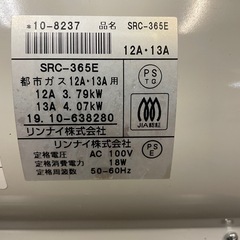 *10-8237 品名 SRC-365E
12A・13A
SRC-365E
都市ガス12A・13A用
12A 3.79kW
13A 4.07kW
19.10-638280
リンナイ株式会社
PS
TG
JIA認証
リンナイ株式会社
定格電圧 AC 100V
定格消費電力 18W
定格周波数 50-60Hz
PS
E